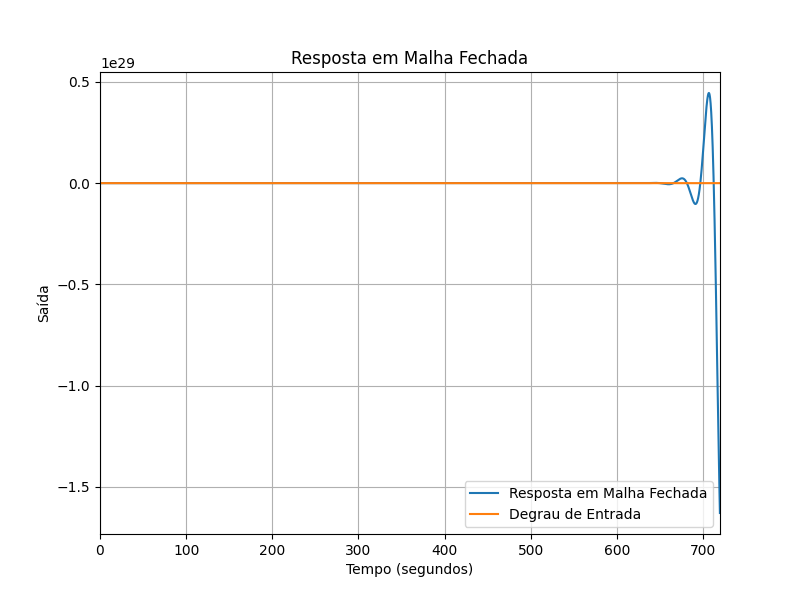 Resposta em Malha Fechada
1e29
0.5
0.0
−0.5
−1.0
−1.5
Saída
0
100
200
300
400
500
600
700
Tempo (segundos)
Resposta em Malha Fechada
Degrau de Entrada